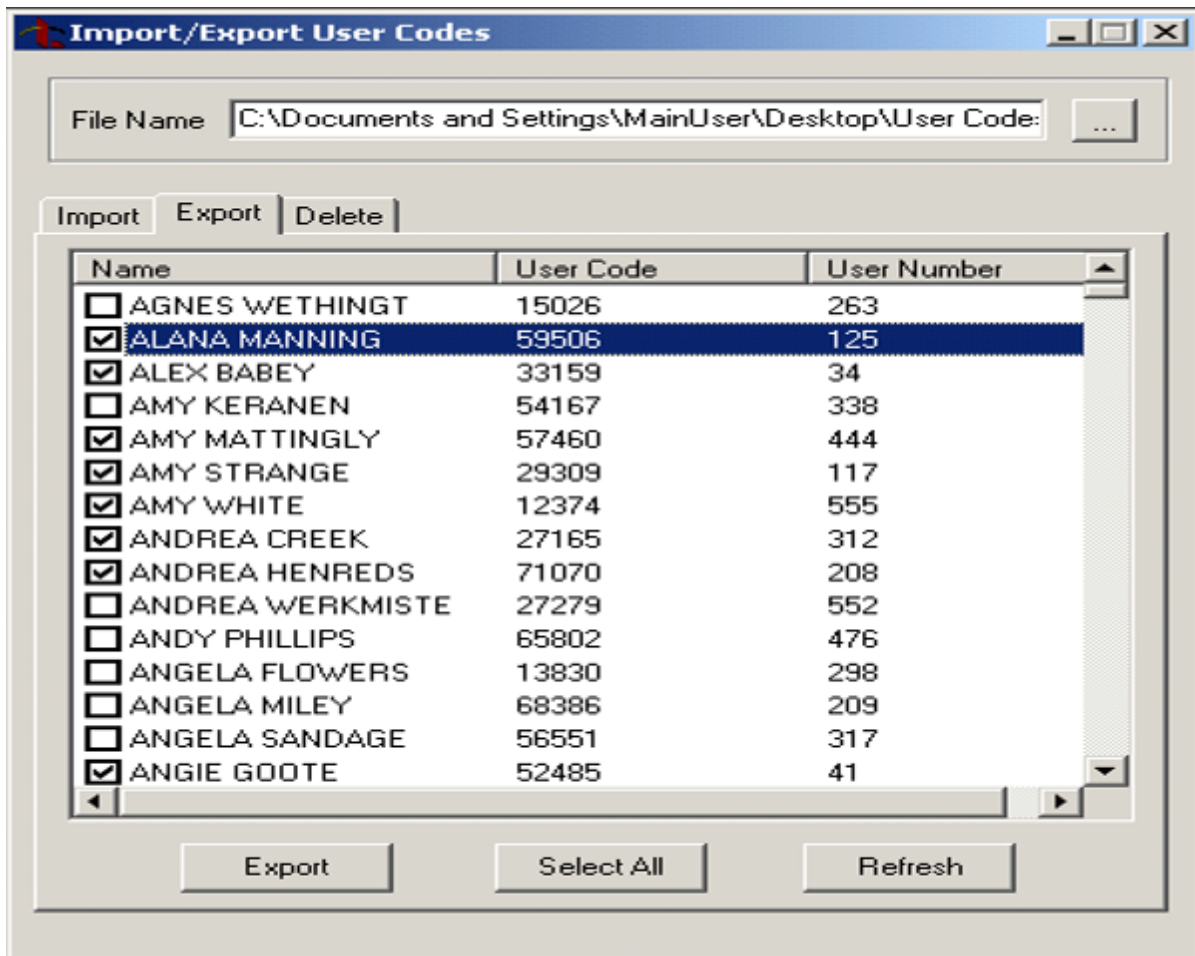 Import/Export User Codes
File Name C:\Documents and Settings\MainUser\Desktop\User Codes ...
Import Export Delete
Name User Code User Number
AGNES WETHINGT 15026 263
ALANA MANNING 59506 125
ALEX BABEY 33159 34
AMY KERANEN 54167 338
AMY MATTINGLY 57460 444
AMY STRANGE 29309 117
AMY WHITE 12374 555
ANDREA CREEK 27165 312
ANDREA HENREDS 71070 208
ANDREA WERKMISTE 27279 552
ANDY PHILLIPS 65802 476
ANGELA FLOWERS 13830 298
ANGELA MILEY 68386 209
ANGELA SANDAGE 56551 317
ANGIE GOOTE 52485 41
Export Select All Refresh